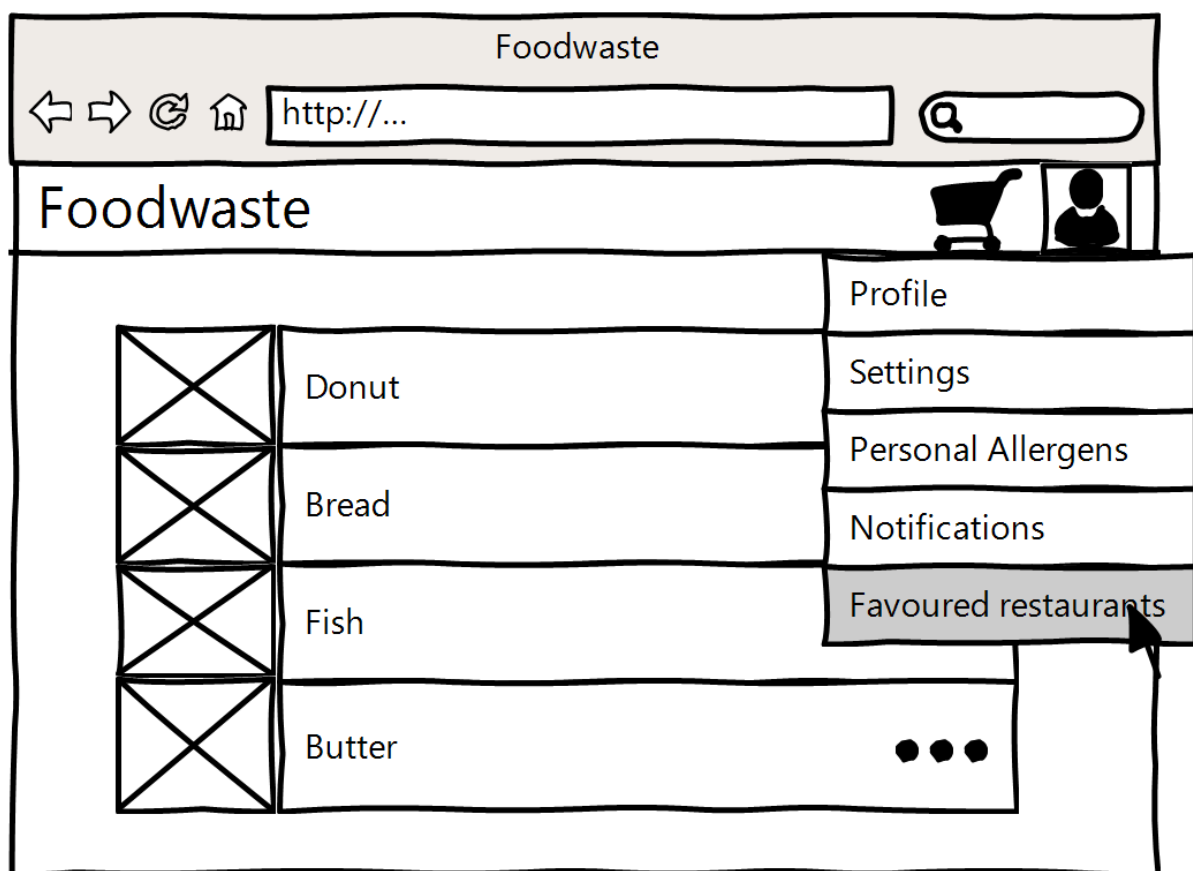 Foodwaste
http://...
Foodwaste
Profile
Settings
Donut
Personal Allergens
Bread
Notifications
Favoured restaurants
Fish
Butter